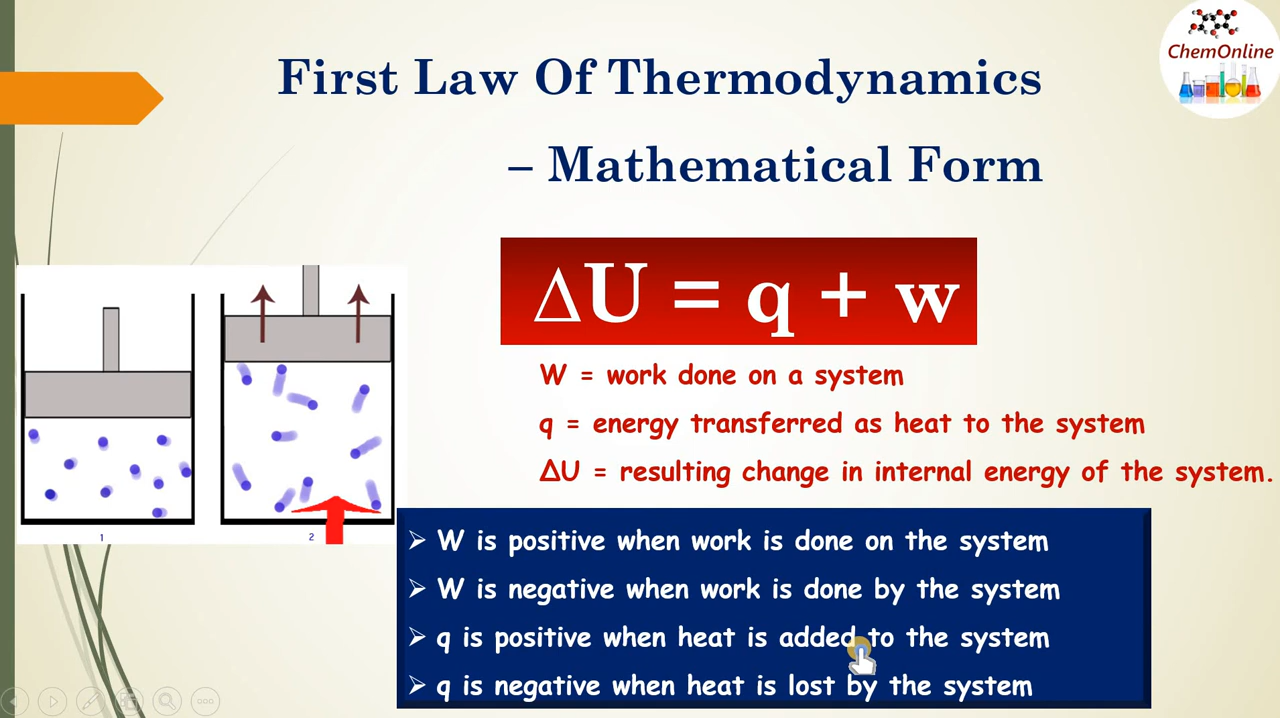 ChemOnline
First Law Of Thermodynamics
– Mathematical Form
∆U = q + w
W = work done on a system
q = energy transferred as heat to the system
∆U = resulting change in internal energy of the system.
1
2
➢ W is positive when work is done on the system
➢ W is negative when work is done by the system
➢ q is positive when heat is added to the system
➢ q is negative when heat is lost by the system